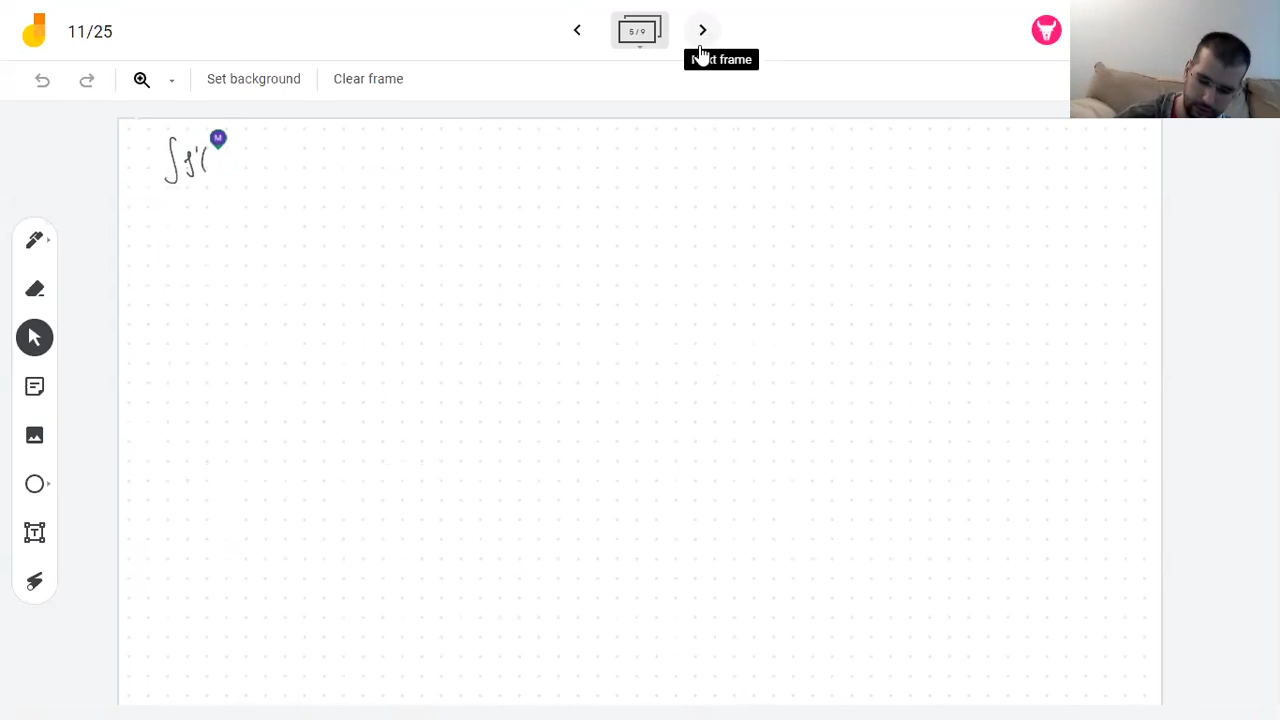 11/25
5 / 9
Next frame
Set background
Clear frame
M
∫g'(
T